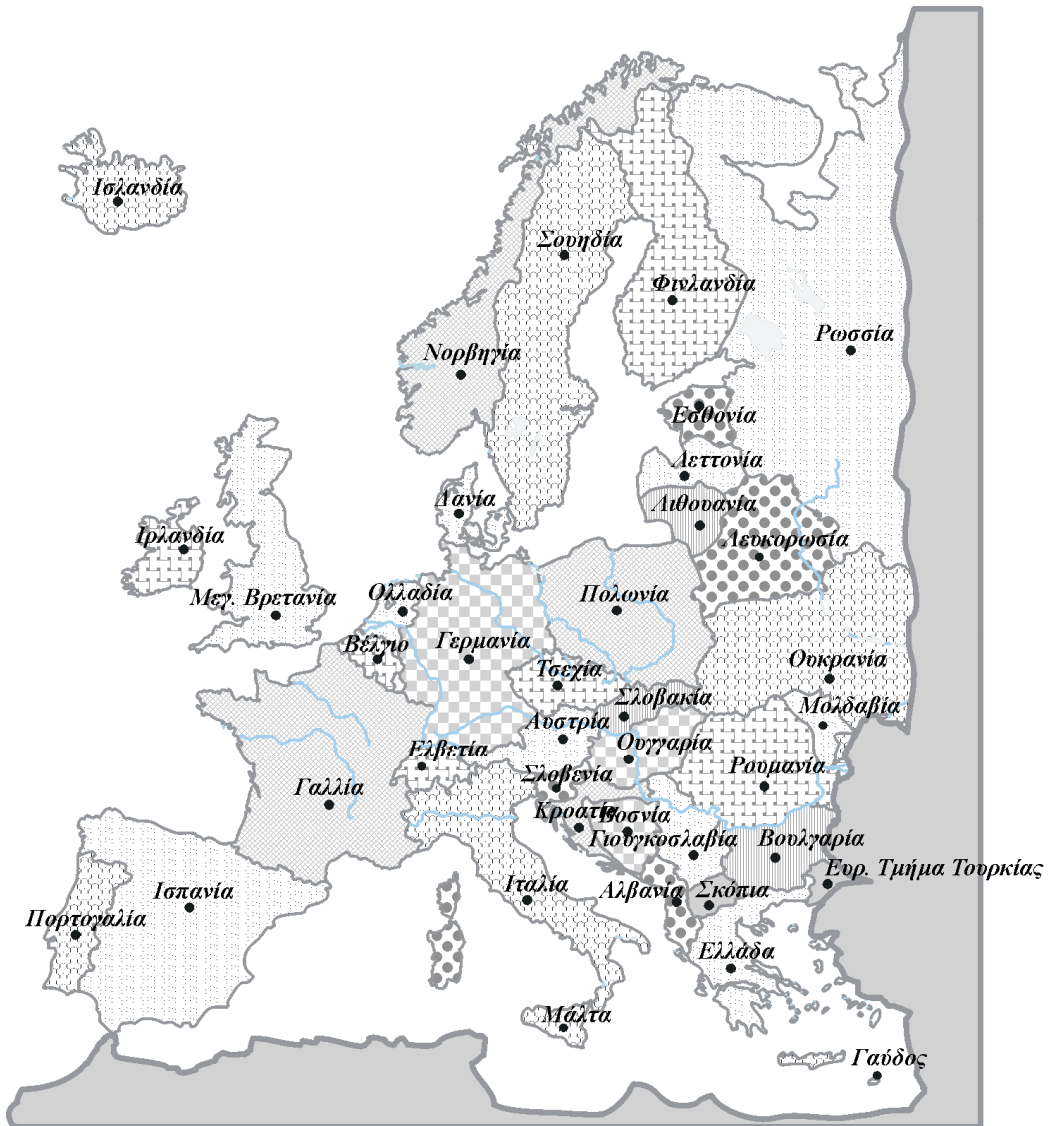 Ισλανδία
Σουηδία
Φινλανδία
Ρωσσία
Νορβηγία
Εσθονία
Λεττονία
Δανία
Λιθουανία
Ιρλανδία
Λευκορωσία
Μεγ. Βρετανία
Ολλαδία
Πολωνία
Βέλγιο
Γερμανία
Τσεχία
Ουκρανία
Σλοβακία
Μολδαβία
Αυστρία
Ελβετία
Ουγγαρία
Σλοβενία
Ρουμανία
Γαλλία
Κροατία
Βοσνία
Γιουγκοσλαβία
Βουλγαρία
Ευρ. Τμήμα Τουρκίας
Ισπανία
Ιταλία
Αλβανία
Σκόπια
Πορτογαλία
Ελλάδα
Μάλτα
Γαύδος